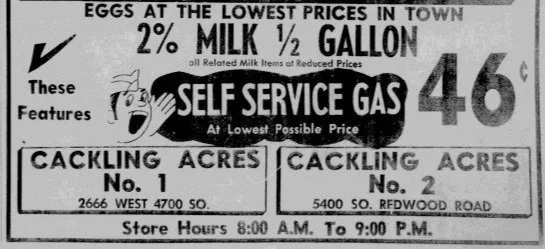 EGGS AT THE LOWEST PRICES IN TOWN
2% MILK ½ GALLON
all Related Milk Items at Reduced Prices
46¢
✓ These
Features
SELF SERVICE GAS
At Lowest Possible Price
CACKLING ACRES
No. 1
2666 WEST 4700 SO.
CACKLING ACRES
No. 2
5400 SO. REDWOOD ROAD
Store Hours 8:00 A.M. To 9:00 P.M.